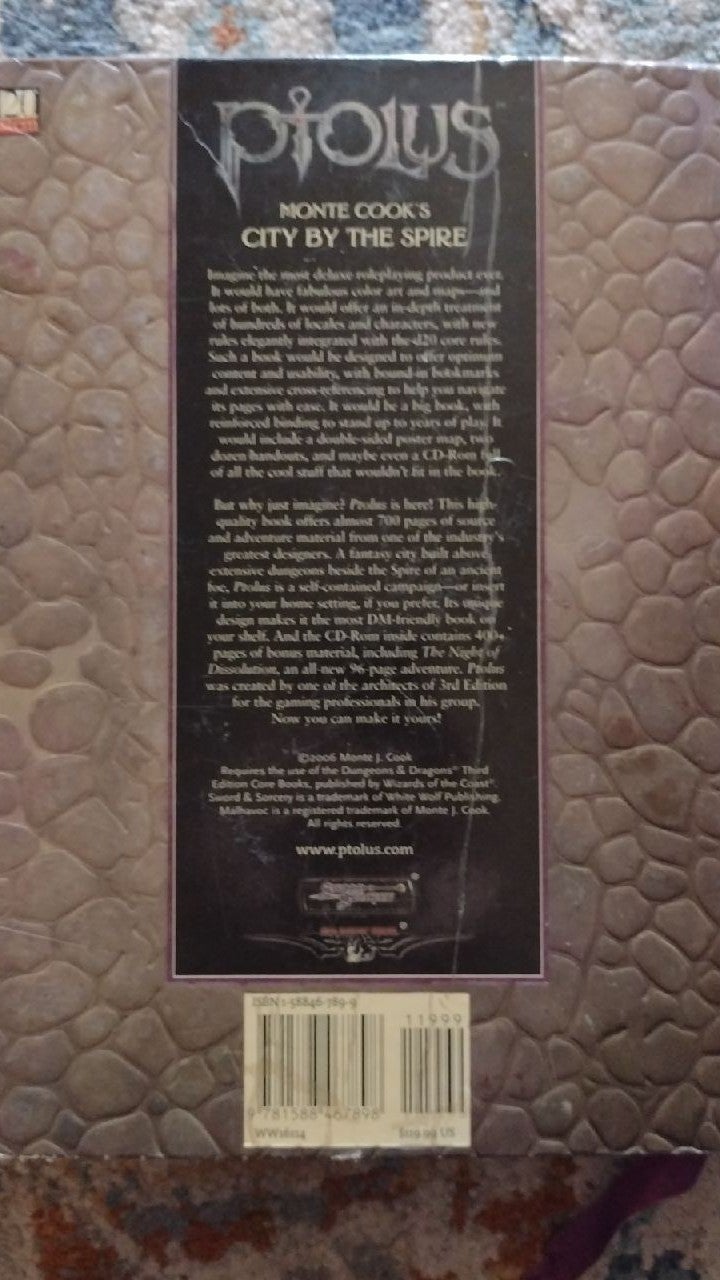 PTOLUS
MONTE COOK'S
CITY BY THE SPIRE
Imagine the most deluxe roleplaying product ever.
It would have fabulous color art and maps—and
lots of both. It would offer an in-depth treatment
of hundreds of locales and characters, with new
rules elegantly integrated with the d20 core rules.
Such a book would be designed to offer optimum
content and usability, with bound-in bookmarks
and extensive cross-referencing to help you navigate
its pages with ease. It would be a big book, with
reinforced binding to stand up to years of play. It
would include a double-sided poster map, two
dozen handouts, and maybe even a CD-Rom full
of all the cool stuff that wouldn't fit in the book.
But why just imagine? Ptolus is here! This high-
quality book offers almost 700 pages of source
and adventure material from one of the industry's
greatest designers. A fantasy city built above
extensive dungeons beside the Spire of an ancient
foe, Ptolus is a self-contained campaign—or insert
it into your home setting, if you prefer. Its unique
design makes it the most DM-friendly book on
your shelf. And the CD-Rom inside contains 400+
pages of bonus material, including The Night of
Dissolution, an all-new 96-page adventure. Ptolus
was created by one of the architects of 3rd Edition
for the gaming professionals in his group.
Now you can make it yours!
©2006 Monte J. Cook
Requires the use of the Dungeons & Dragons® Third
Edition Core Books, published by Wizards of the Coast®.
Sword & Sorcery is a trademark of White Wolf Publishing.
Malhavoc is a registered trademark of Monte J. Cook.
All rights reserved.
www.ptolus.com
ISBN 1-58846-789-9
11999
9 781588 467898
WW16114
$119.99 US